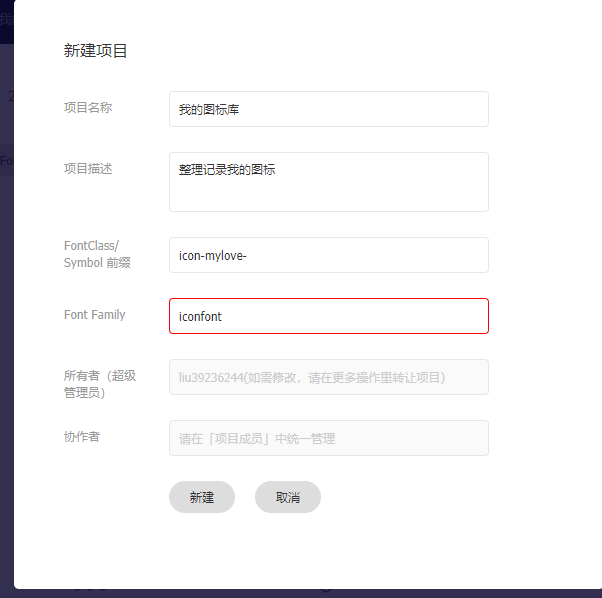 新建项目
项目名称
我的图标库
项目描述
整理记录我的图标
FontClass/
Symbol 前缀
icon-mylove-
Font Family
iconfont
所有者（超级
管理员）
liu39236244(如需修改，请在更多操作里转让项目)
协作者
请在「项目成员」中统一管理
新建
取消